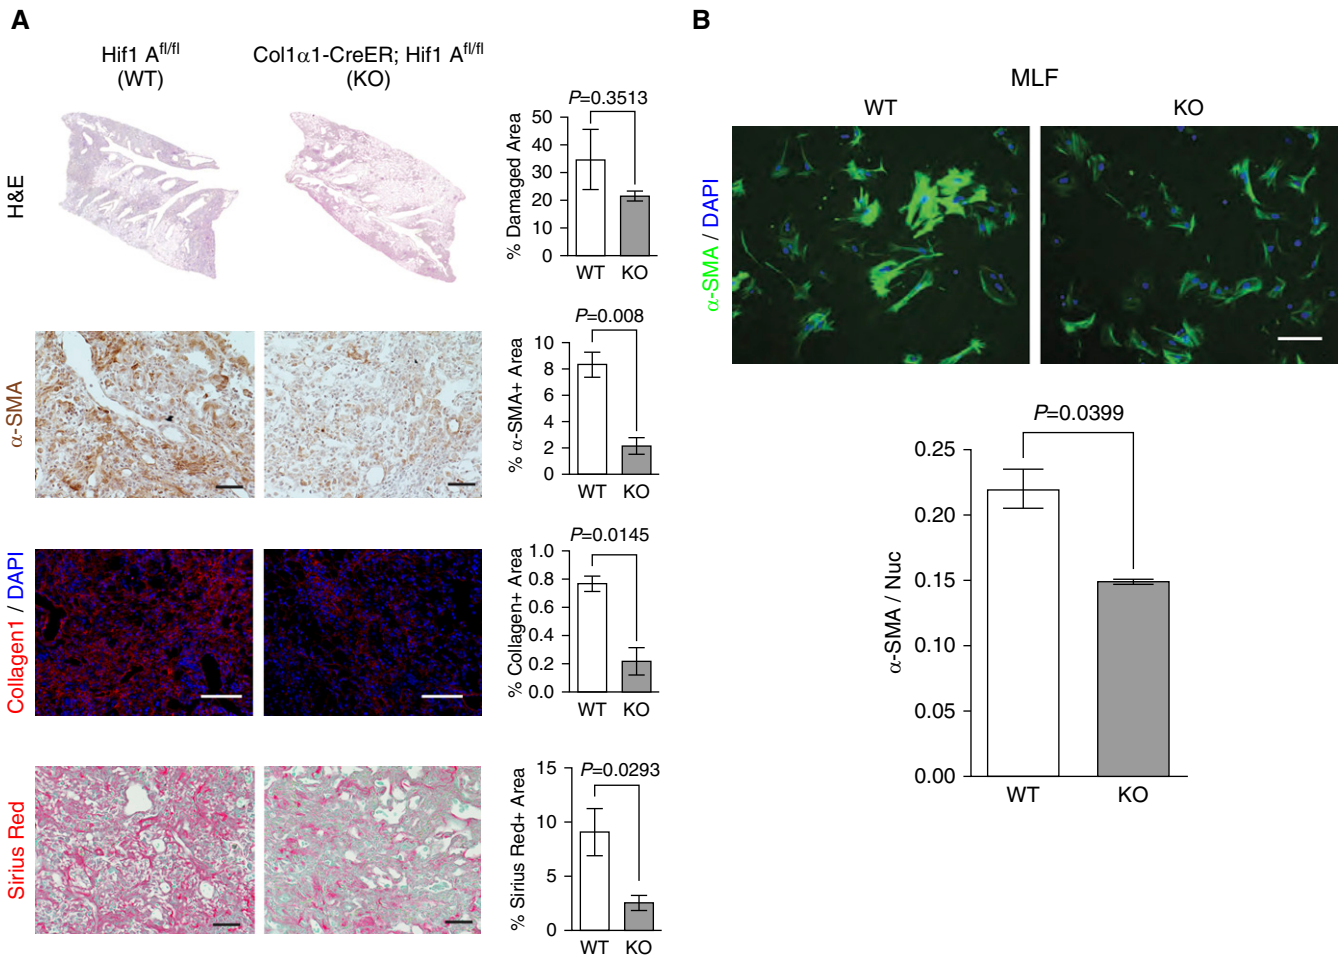 A
Hif1 A^fl/fl
(WT)
Col1α1-CreER; Hif1 A^fl/fl
(KO)
H&E
P=0.3513
% Damaged Area
50
40
30
20
10
0
WT KO
α-SMA
P=0.008
% α-SMA+ Area
10
8
6
4
2
0
WT KO
Collagen1 / DAPI
P=0.0145
% Collagen+ Area
1.0
0.8
0.6
0.4
0.2
0.0
WT KO
Sirius Red
P=0.0293
% Sirius Red+ Area
15
10
5
0
WT KO
B
MLF
WT KO
α-SMA / DAPI
P=0.0399
α-SMA / Nuc
0.25
0.20
0.15
0.10
0.05
0.00
WT KO